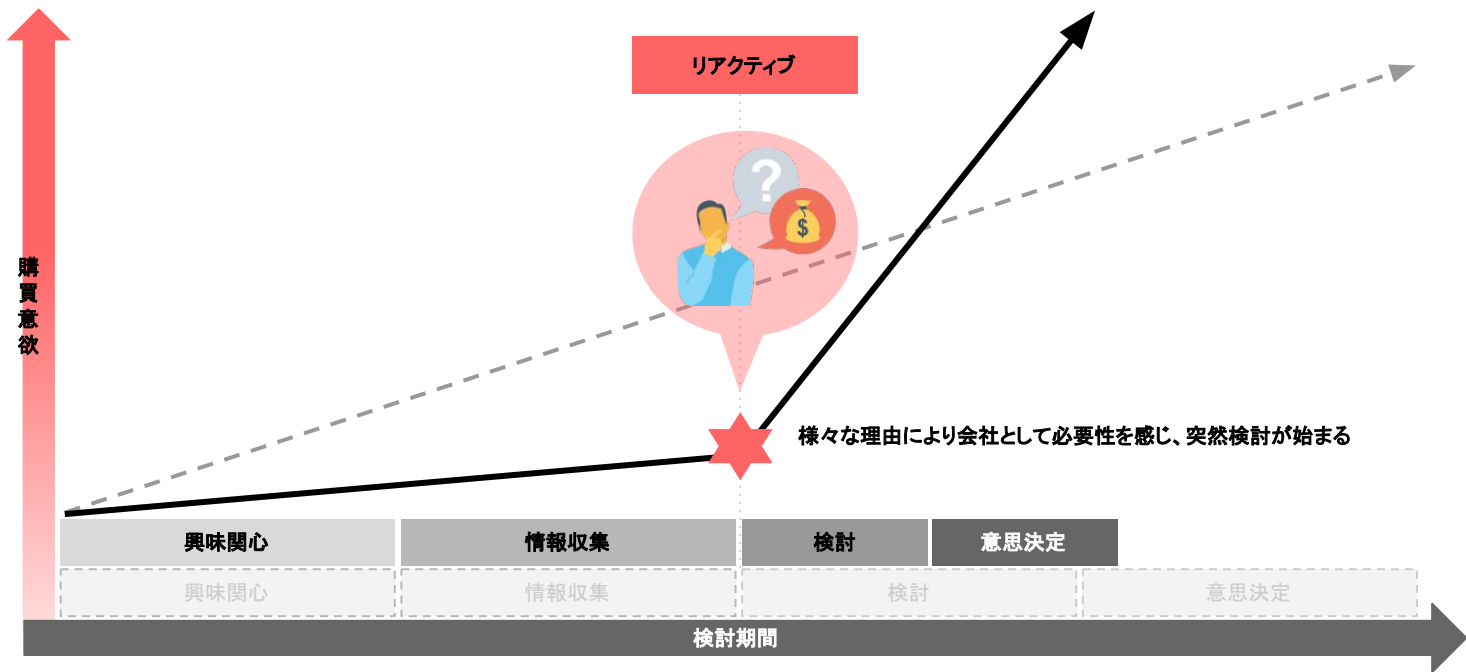 リアクティブ
?
$
購買意欲
様々な理由により会社として必要性を感じ、突然検討が始まる
興味関心
情報収集
検討
意思決定
興味関心
情報収集
検討
意思決定
検討期間